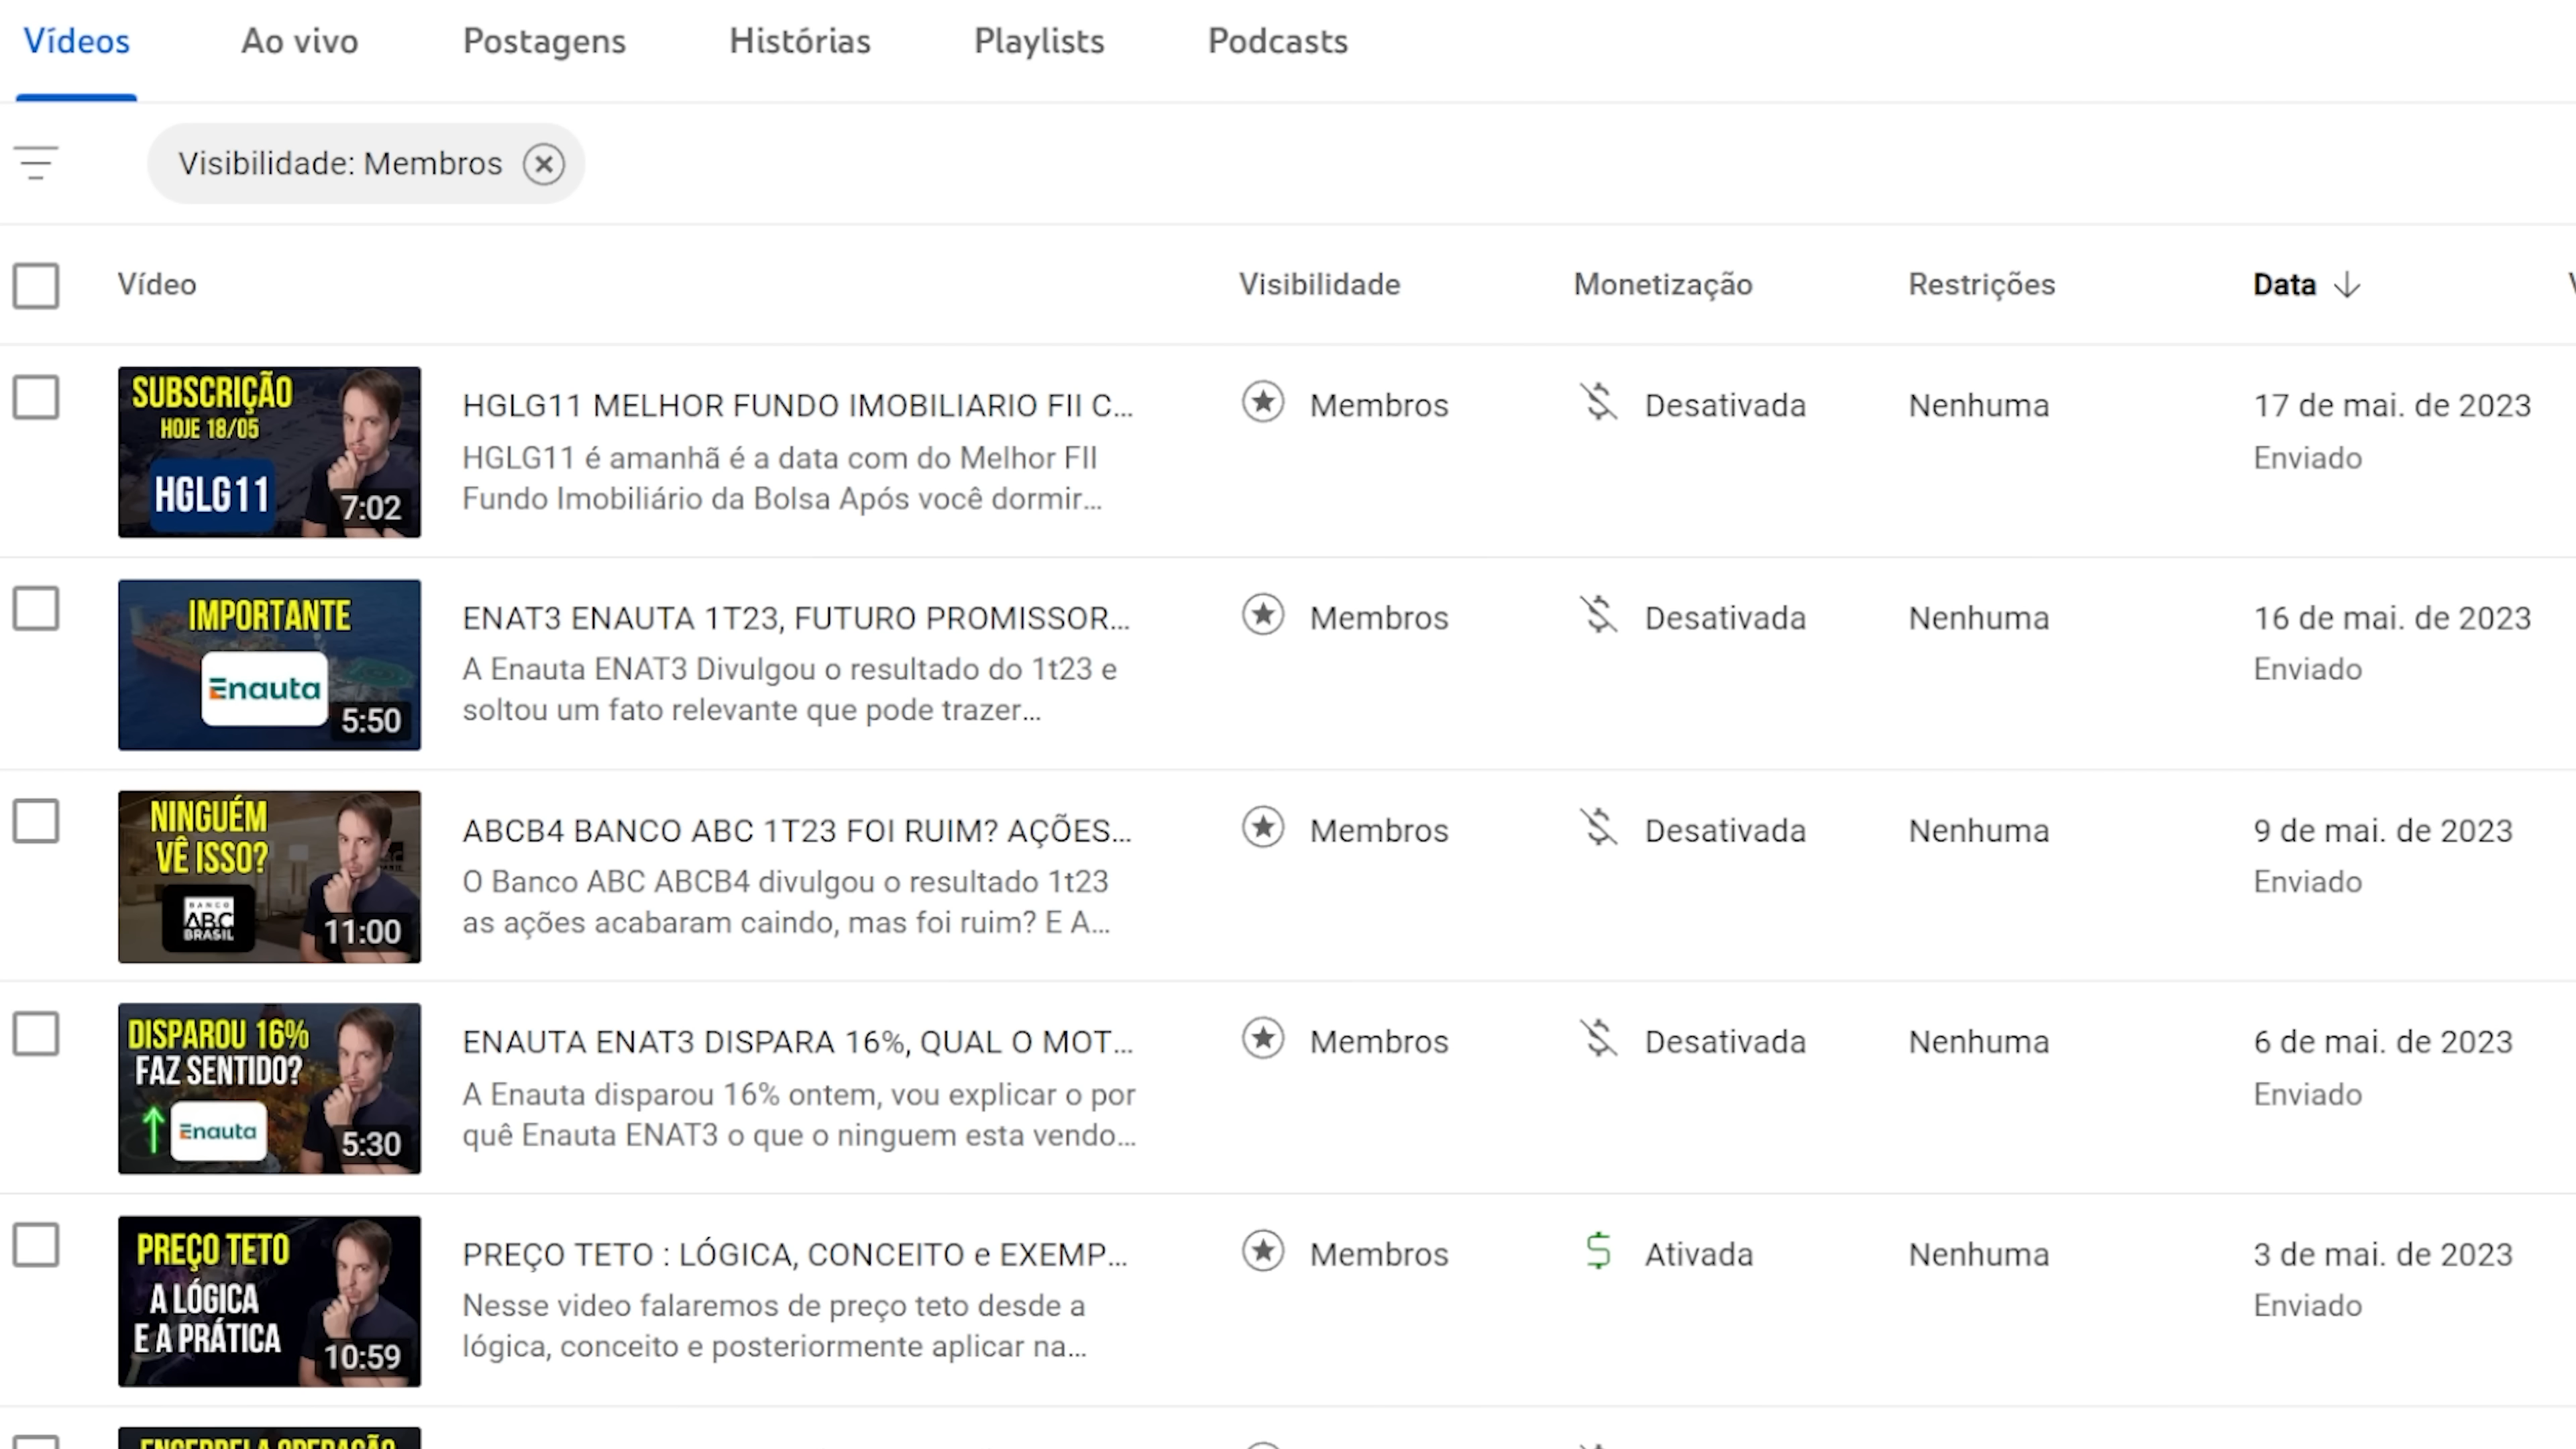 Vídeos Ao vivo Postagens Histórias Playlists Podcasts
Visibilidade: Membros
Vídeo Visibilidade Monetização Restrições Data
SUBSCRIÇÃO
HOJE 18/05
HGLG11
7:02
HGLG11 MELHOR FUNDO IMOBILIARIO FII C...
HGLG11 é amanhã é a data com do Melhor FII
Fundo Imobiliário da Bolsa Após você dormir...
Membros Desativada Nenhuma 17 de mai. de 2023
Enviado
IMPORTANTE
Enauta
5:50
ENAT3 ENAUTA 1T23, FUTURO PROMISSOR...
A Enauta ENAT3 Divulgou o resultado do 1t23 e
soltou um fato relevante que pode trazer...
Membros Desativada Nenhuma 16 de mai. de 2023
Enviado
NINGUÉM
VÊ ISSO?
BANCO
ABC
BRASIL
11:00
ABCB4 BANCO ABC 1T23 FOI RUIM? AÇÕES...
O Banco ABC ABCB4 divulgou o resultado 1t23
as ações acabaram caindo, mas foi ruim? E A...
Membros Desativada Nenhuma 9 de mai. de 2023
Enviado
DISPAROU 16%
FAZ SENTIDO?
Enauta
5:30
ENAUTA ENAT3 DISPARA 16%, QUAL O MOT...
A Enauta disparou 16% ontem, vou explicar o por
quê Enauta ENAT3 o que o ninguem esta vendo...
Membros Desativada Nenhuma 6 de mai. de 2023
Enviado
PREÇO TETO
A LÓGICA
E A PRÁTICA
10:59
PREÇO TETO : LÓGICA, CONCEITO e EXEMP...
Nesse video falaremos de preço teto desde a
lógica, conceito e posteriormente aplicar na...
Membros Ativada Nenhuma 3 de mai. de 2023
Enviado